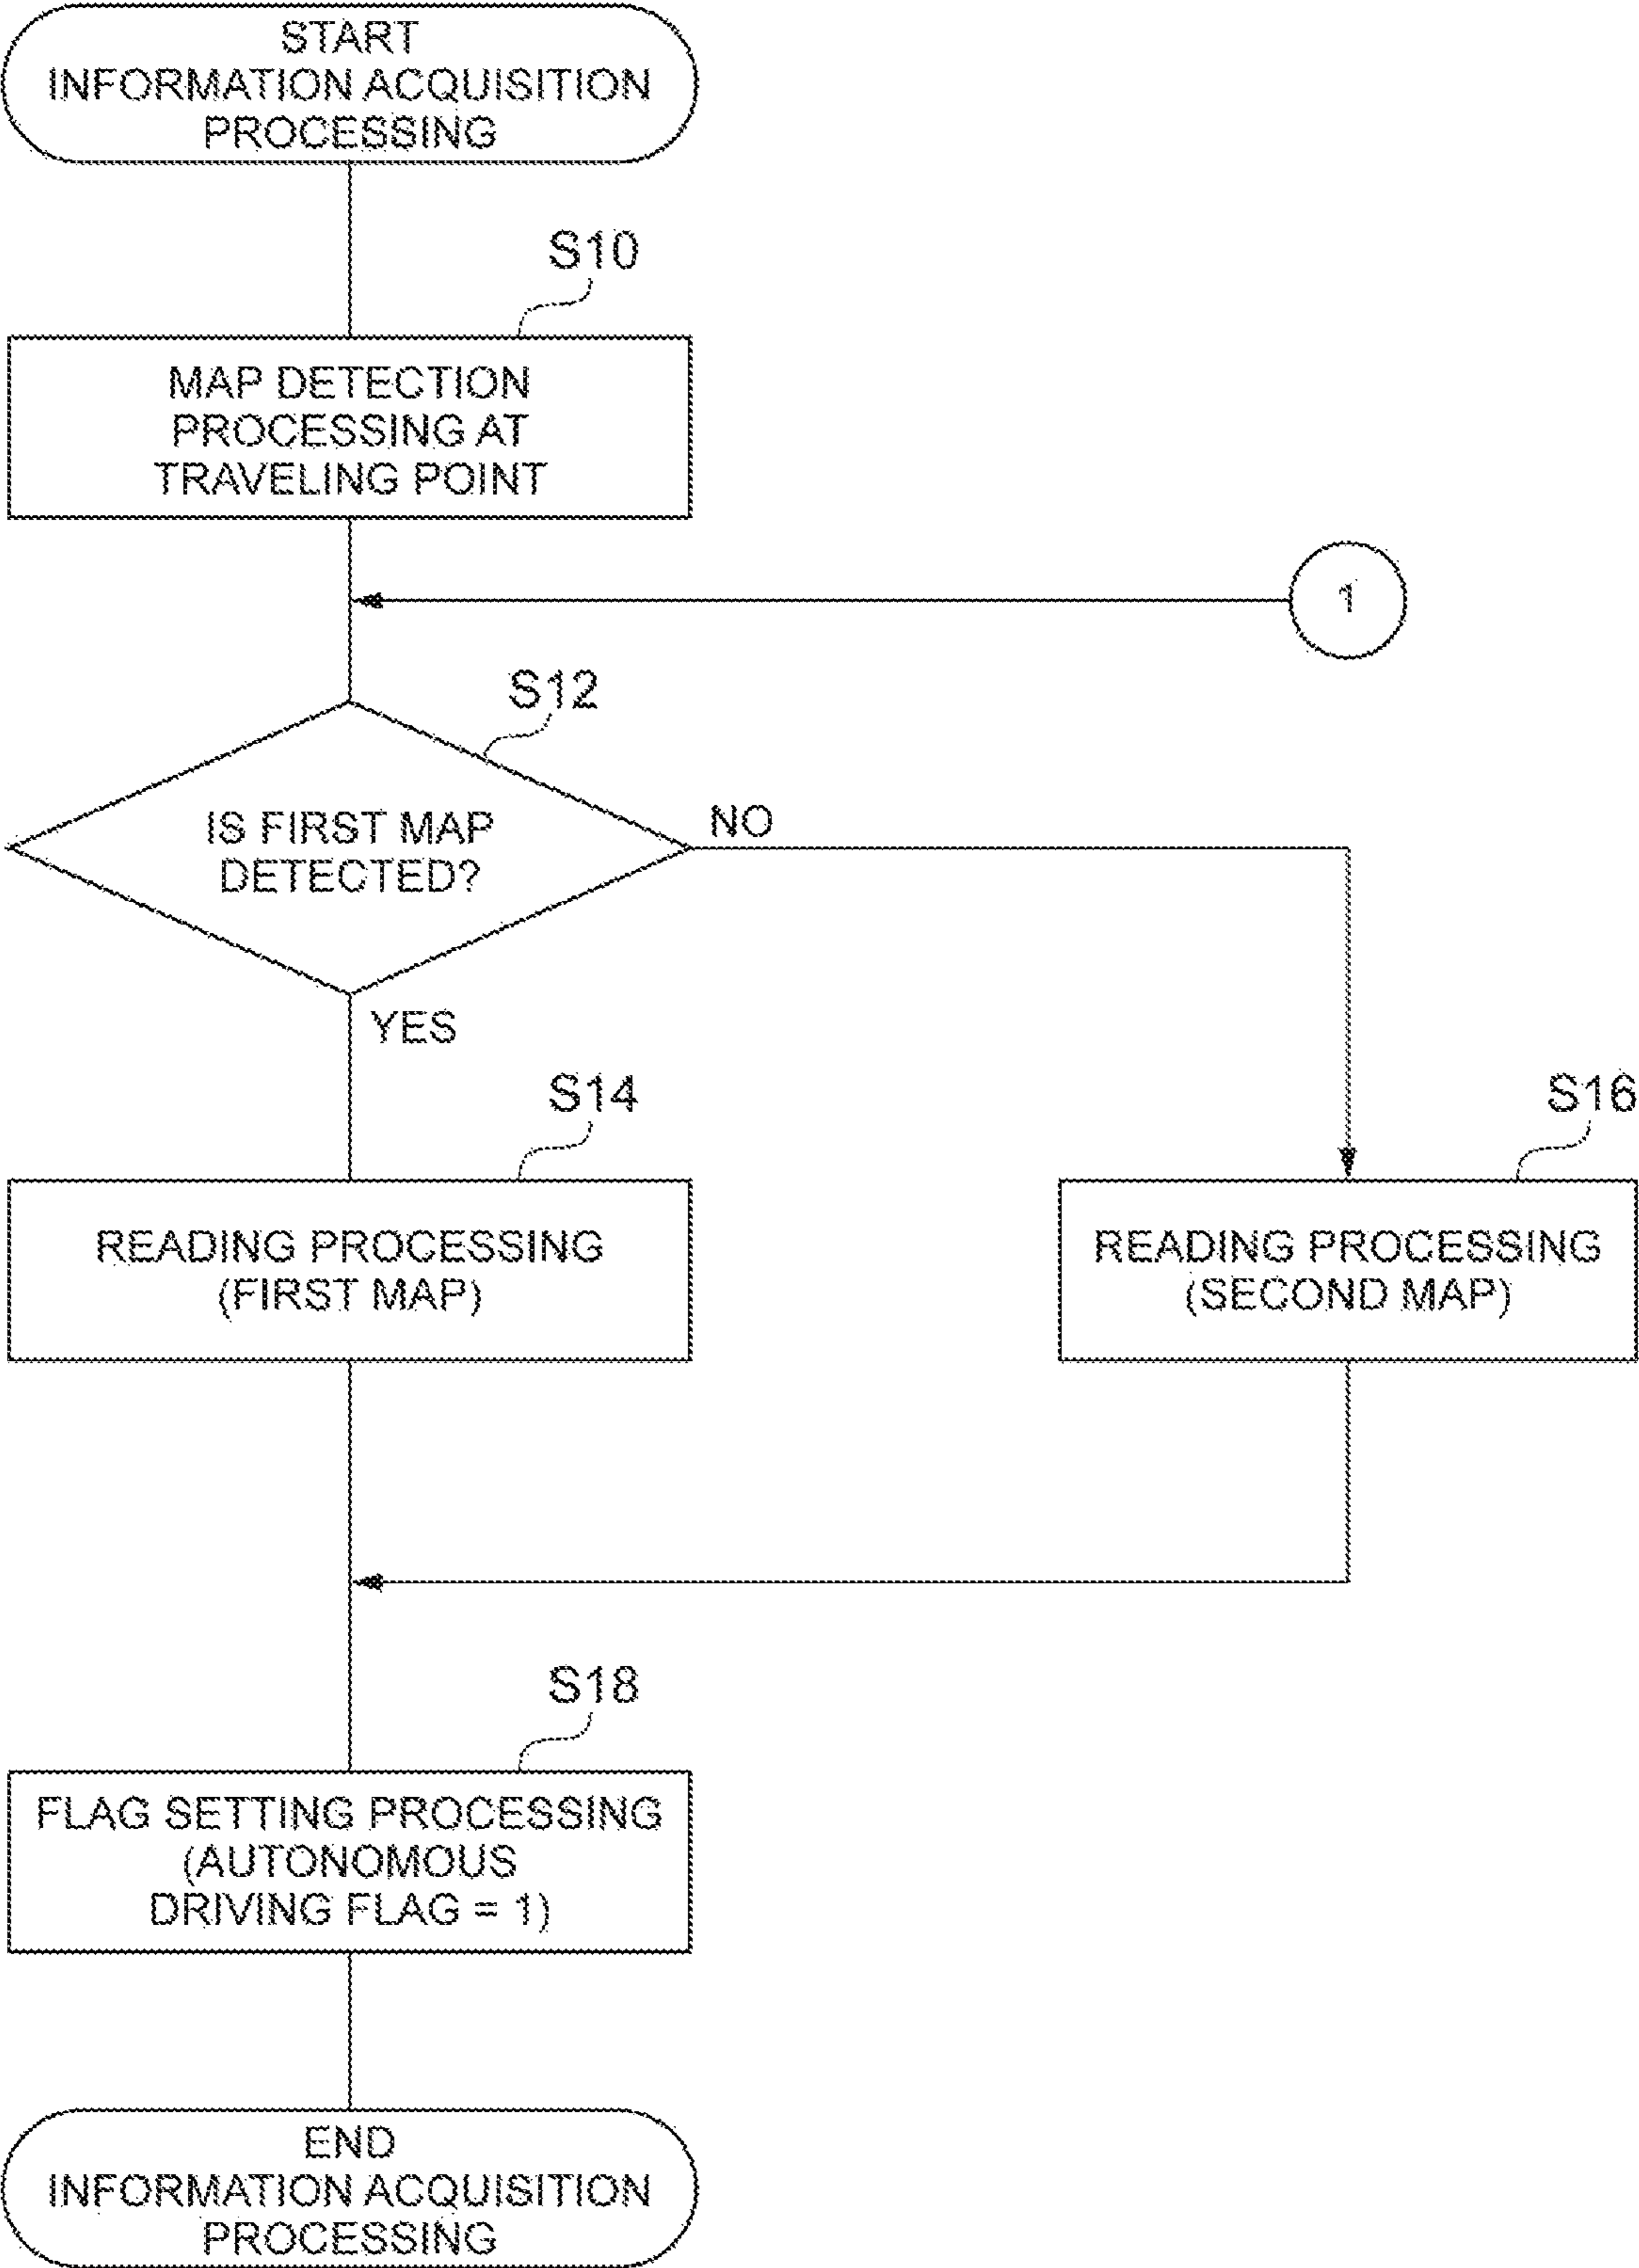 START
INFORMATION ACQUISITION
PROCESSING
S10
MAP DETECTION
PROCESSING AT
TRAVELING POINT
1
S12
IS FIRST MAP
DETECTED?
NO
YES
S14
READING PROCESSING
(FIRST MAP)
S16
READING PROCESSING
(SECOND MAP)
S18
FLAG SETTING PROCESSING
(AUTONOMOUS
DRIVING FLAG = 1)
END
INFORMATION ACQUISITION
PROCESSING